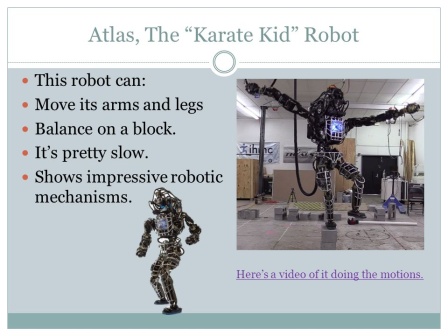 Atlas, The “Karate Kid” Robot
This robot can:
Move its arms and legs
Balance on a block.
It’s pretty slow.
Shows impressive robotic
mechanisms.
ihmc
Here’s a video of it doing the motions.